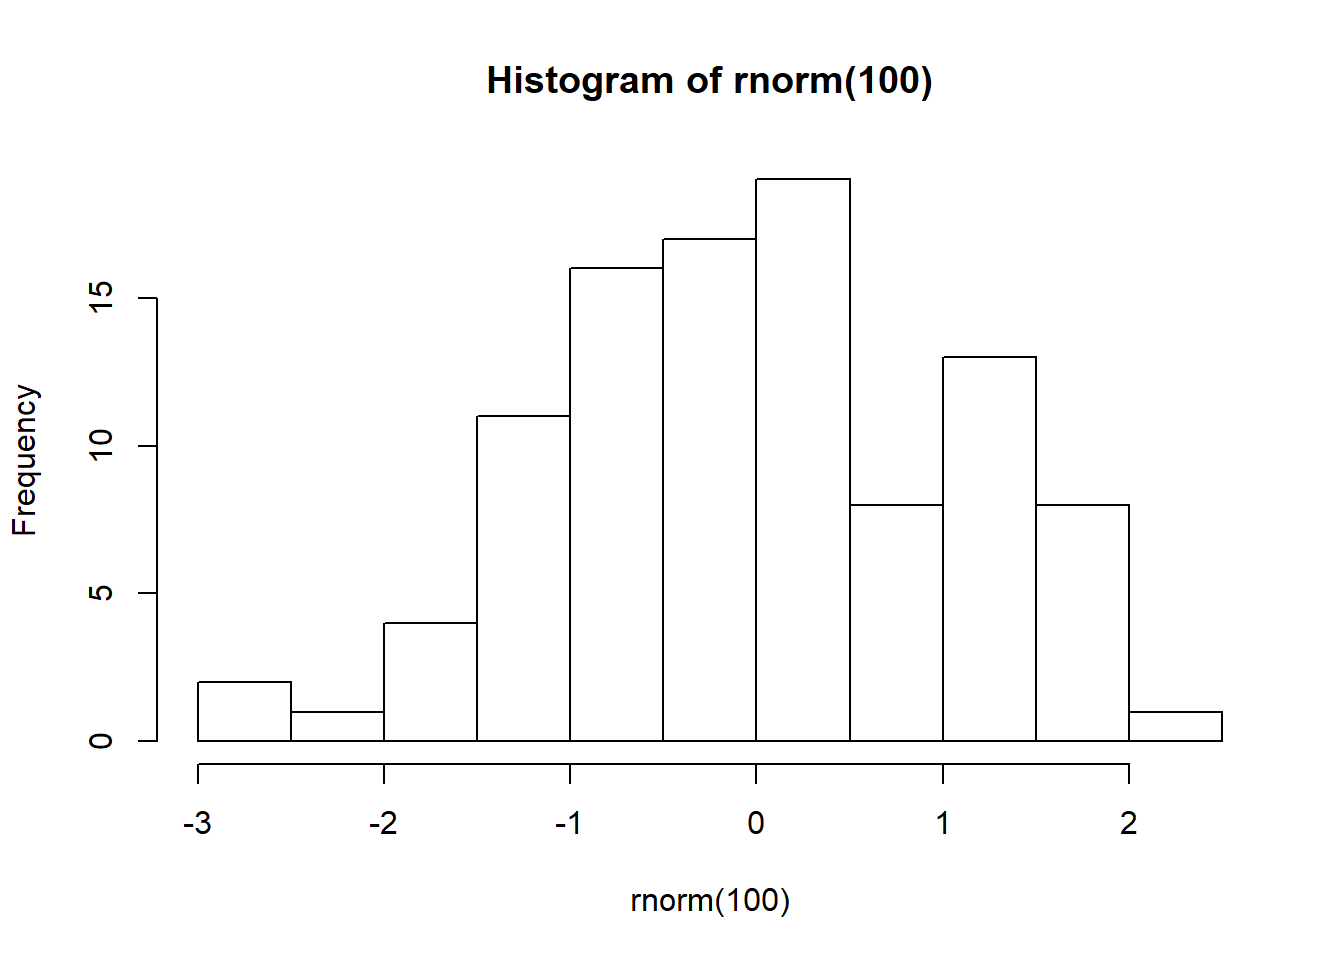 Histogram of rnorm(100)
Frequency
15
10
5
0
-3 -2 -1 0 1 2
rnorm(100)